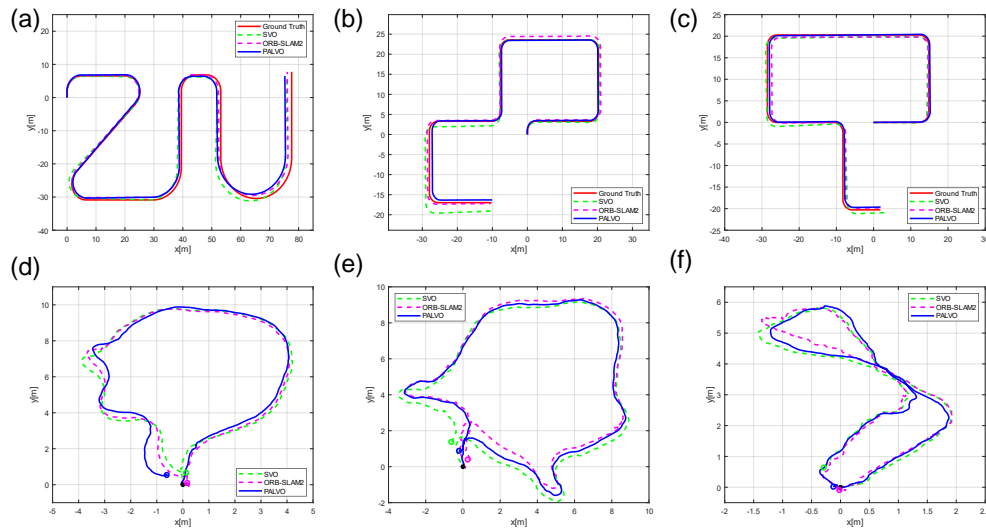 (a)
30
20
10
0
-10
-20
-30
-40
0 10 20 30 40 50 60 70 80
x[m]
y[m]
Ground Truth
SVO
ORB-SLAM2
PALVO
(b)
30
25
20
15
10
5
0
-5
-10
-15
-20
-30 -20 -10 0 10 20 30
x[m]
y[m]
Ground Truth
SVO
ORB-SLAM2
PALVO
(c)
25
20
15
10
5
0
-5
-10
-15
-20
-25
-40 -30 -20 -10 0 10 20 30
x[m]
y[m]
Ground Truth
SVO
ORB-SLAM2
PALVO
(d)
10
8
6
4
2
0
-5 -4 -3 -2 -1 0 1 2 3 4 5
x[m]
y[m]
SVO
ORB-SLAM2
PALVO
(e)
10
8
6
4
2
0
-2
-4 -2 0 2 4 6 8 10
x[m]
y[m]
SVO
ORB-SLAM2
PALVO
(f)
6
5
4
3
2
1
0
-2 -1.5 -1 -0.5 0 0.5 1 1.5 2 2.5
x[m]
y[m]
SVO
ORB-SLAM2
PALVO